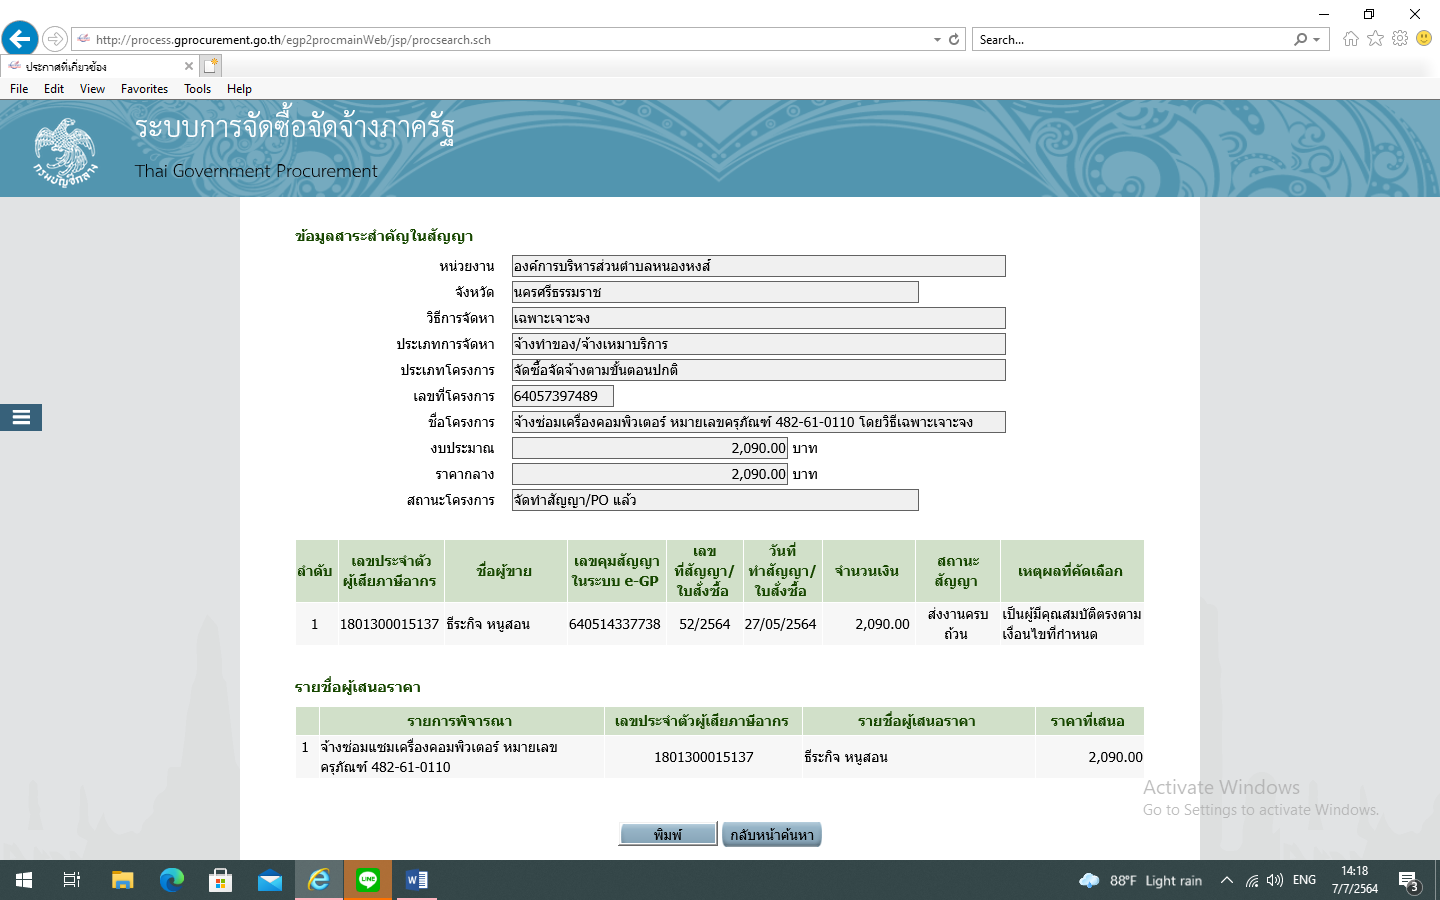 http://process.gprocurement.go.th/egp2procmainWeb/jsp/procsearch.sch
Search...
ประกาศที่เกี่ยวข้อง
File Edit View Favorites Tools Help
ระบบการจัดซื้อจัดจ้างภาครัฐ
Thai Government Procurement
กรมบัญชีกลาง
ข้อมูลสาระสำคัญในสัญญา
หน่วยงาน องค์การบริหารส่วนตำบลหนองหงส์
จังหวัด นครศรีธรรมราช
วิธีการจัดหา เฉพาะเจาะจง
ประเภทการจัดหา จ้างทำของ/จ้างเหมาบริการ
ประเภทโครงการ จัดซื้อจัดจ้างตามขั้นตอนปกติ
เลขที่โครงการ 64057397489
ชื่อโครงการ จ้างซ่อมเครื่องคอมพิวเตอร์ หมายเลขครุภัณฑ์ 482-61-0110 โดยวิธีเฉพาะเจาะจง
งบประมาณ 2,090.00 บาท
ราคากลาง 2,090.00 บาท
สถานะโครงการ จัดทำสัญญา/PO แล้ว
ลำดับ
เลขประจำตัว
ผู้เสียภาษีอากร
ชื่อผู้ขาย
เลขคุมสัญญา
ในระบบ e-GP
เลข
ที่สัญญา/
ใบสั่งซื้อ
วันที่
ทำสัญญา/
ใบสั่งซื้อ
จำนวนเงิน
สถานะ
สัญญา
เหตุผลที่คัดเลือก
1 1801300015137 ธีระกิจ หนูสอน 640514337738 52/2564 27/05/2564 2,090.00
ส่งงานครบ
ถ้วน
เป็นผู้มีคุณสมบัติตรงตาม
เงื่อนไขที่กำหนด
รายชื่อผู้เสนอราคา
รายการพิจารณา เลขประจำตัวผู้เสียภาษีอากร รายชื่อผู้เสนอราคา ราคาที่เสนอ
1 จ้างซ่อมแซมเครื่องคอมพิวเตอร์ หมายเลข
ครุภัณฑ์ 482-61-0110
1801300015137 ธีระกิจ หนูสอน 2,090.00
Activate Windows
Go to Settings to activate Windows.
พิมพ์ กลับหน้าค้นหา
LINE
88°F Light rain ENG
14:18
7/7/2564
3